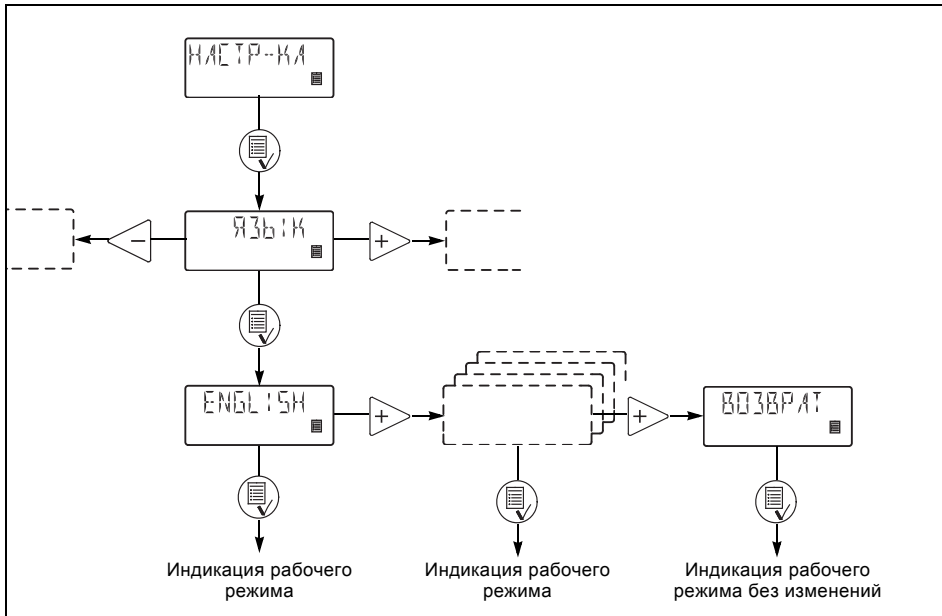 НАСТР-КА
−
ЯЗЫК
+
ENGLISH
+
+
ВОЗВРАТ
Индикация рабочего
режима
Индикация рабочего
режима
Индикация рабочего
режима без изменений